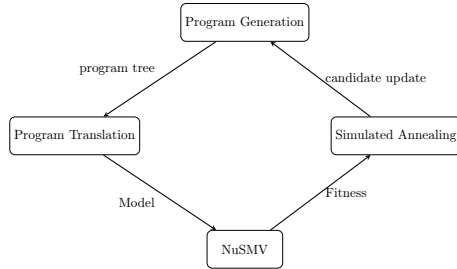 Program Generation
program tree
candidate update
Program Translation
Simulated Annealing
Model
Fitness
NuSMV